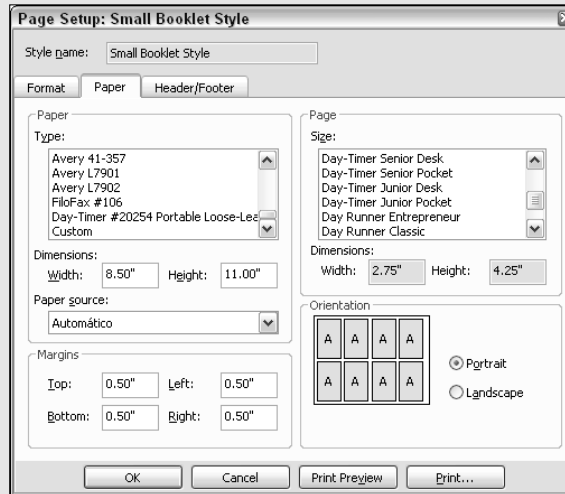 Page Setup: Small Booklet Style
Style name: Small Booklet Style
Format Paper Header/Footer
Paper
Type:
Avery 41-357
Avery L7901
Avery L7902
FiloFax #106
Day-Timer #20254 Portable Loose-Lea
Custom
Dimensions:
Width: 8.50" Height: 11.00"
Paper source:
Automático
Margins
Top: 0.50" Left: 0.50"
Bottom: 0.50" Right: 0.50"
Page
Size:
Day-Timer Senior Desk
Day-Timer Senior Pocket
Day-Timer Junior Desk
Day-Timer Junior Pocket
Day Runner Entrepreneur
Day Runner Classic
Dimensions:
Width: 2.75" Height: 4.25"
Orientation
A A A A
A A A A
Portrait
Landscape
OK Cancel Print Preview Print...